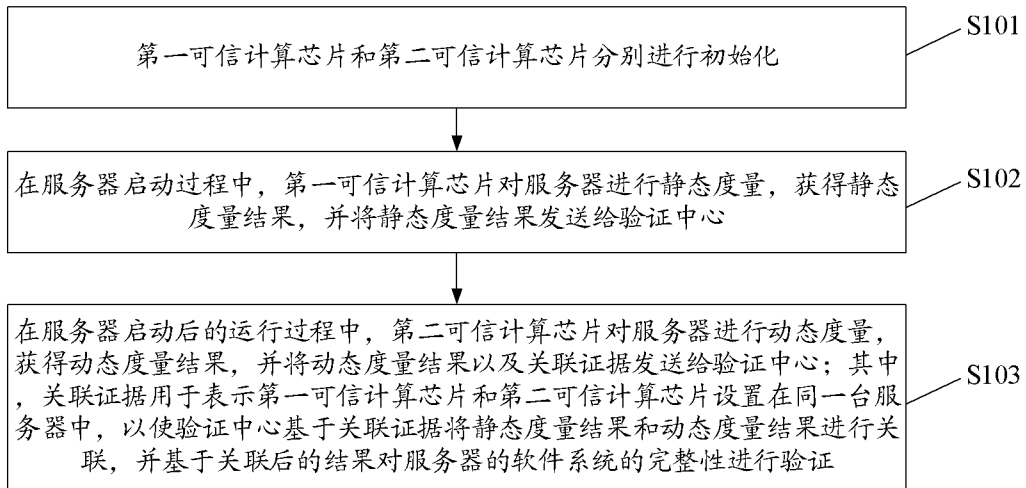 第一可信计算芯片和第二可信计算芯片分别进行初始化
S101
在服务器启动过程中，第一可信计算芯片对服务器进行静态度量，获得静态
度量结果，并将静态度量结果发送给验证中心
S102
在服务器启动后的运行过程中，第二可信计算芯片对服务器进行动态度量，
获得动态度量结果，并将动态度量结果以及关联证据发送给验证中心；其中
，关联证据用于表示第一可信计算芯片和第二可信计算芯片设置在同一台服
务器中，以使验证中心基于关联证据将静态度量结果和动态度量结果进行关
联，并基于关联后的结果对服务器的软件系统的完整性进行验证
S103